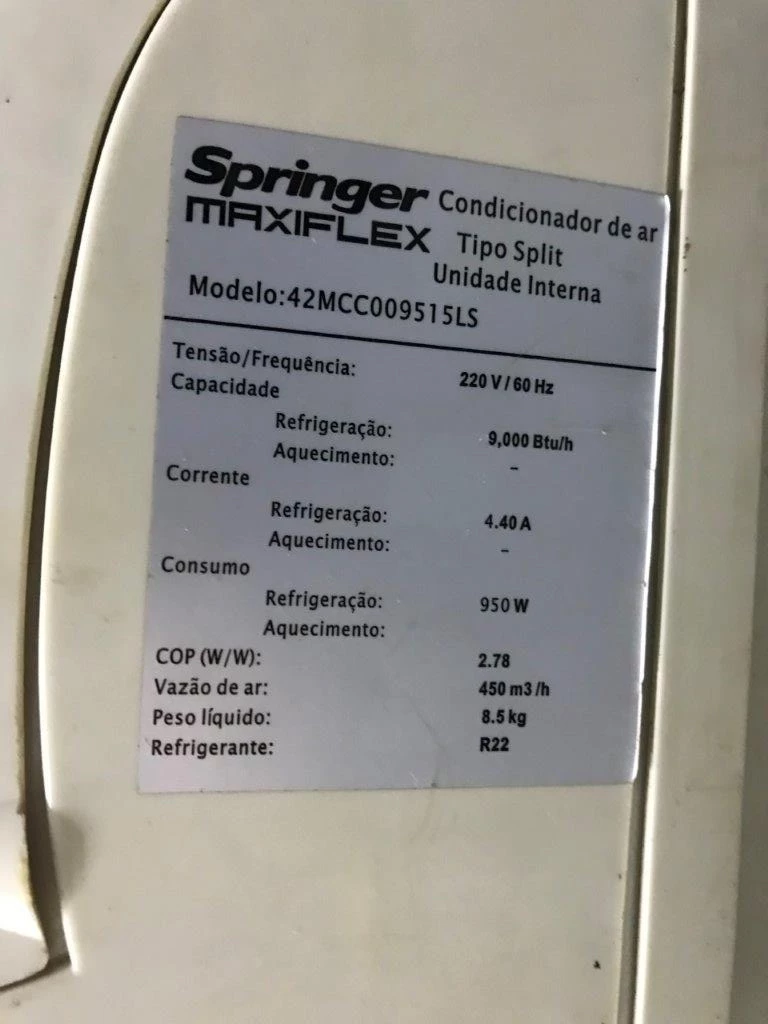 Springer Condicionador de ar
MAXIFLEX Tipo Split
Unidade Interna
Modelo:42MCC009515LS
Tensão/Frequência: 220 V / 60 Hz
Capacidade
Refrigeração: 9,000 Btu/h
Aquecimento: –
Corrente
Refrigeração: 4.40 A
Aquecimento: –
Consumo
Refrigeração: 950 W
Aquecimento:
COP (W/W): 2.78
Vazão de ar: 450 m3 /h
Peso líquido: 8.5 kg
Refrigerante: R22